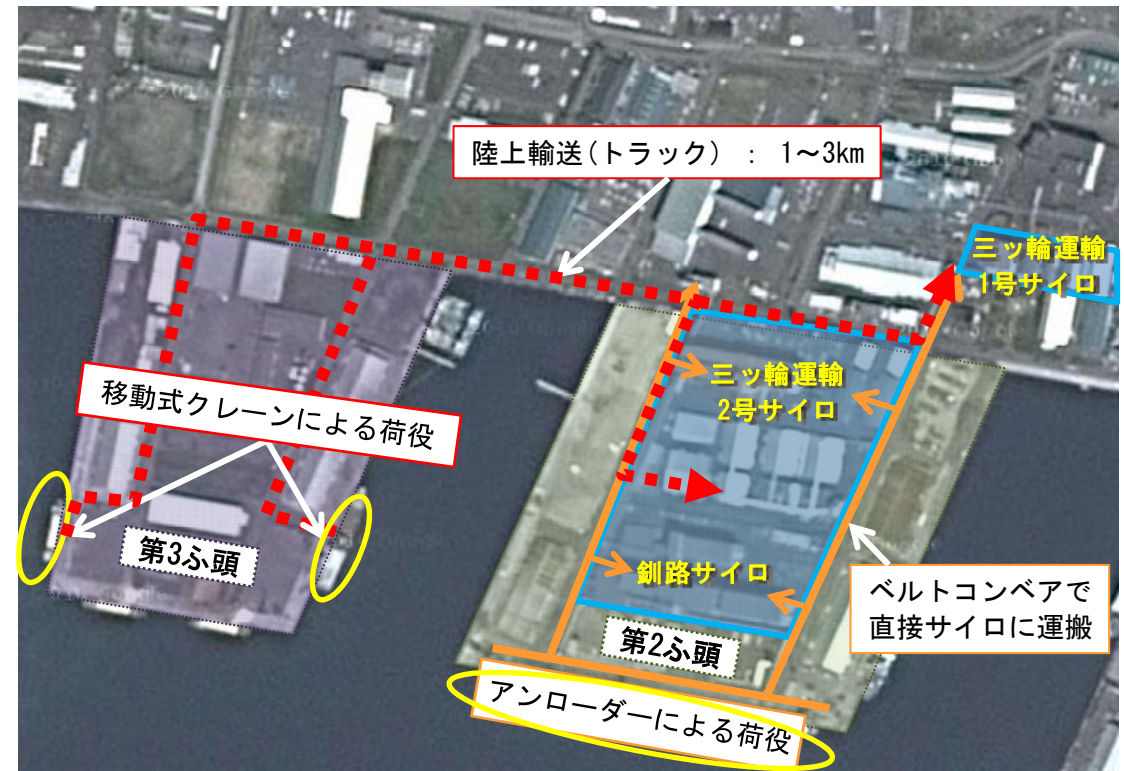 陸上輸送(トラック) : 1~3km
三ッ輪運輸
1号サイロ
三ッ輪運輸
2号サイロ
移動式クレーンによる荷役
第3ふ頭
釧路サイロ
ベルトコンベアで
直接サイロに運搬
第2ふ頭
アンローダーによる荷役